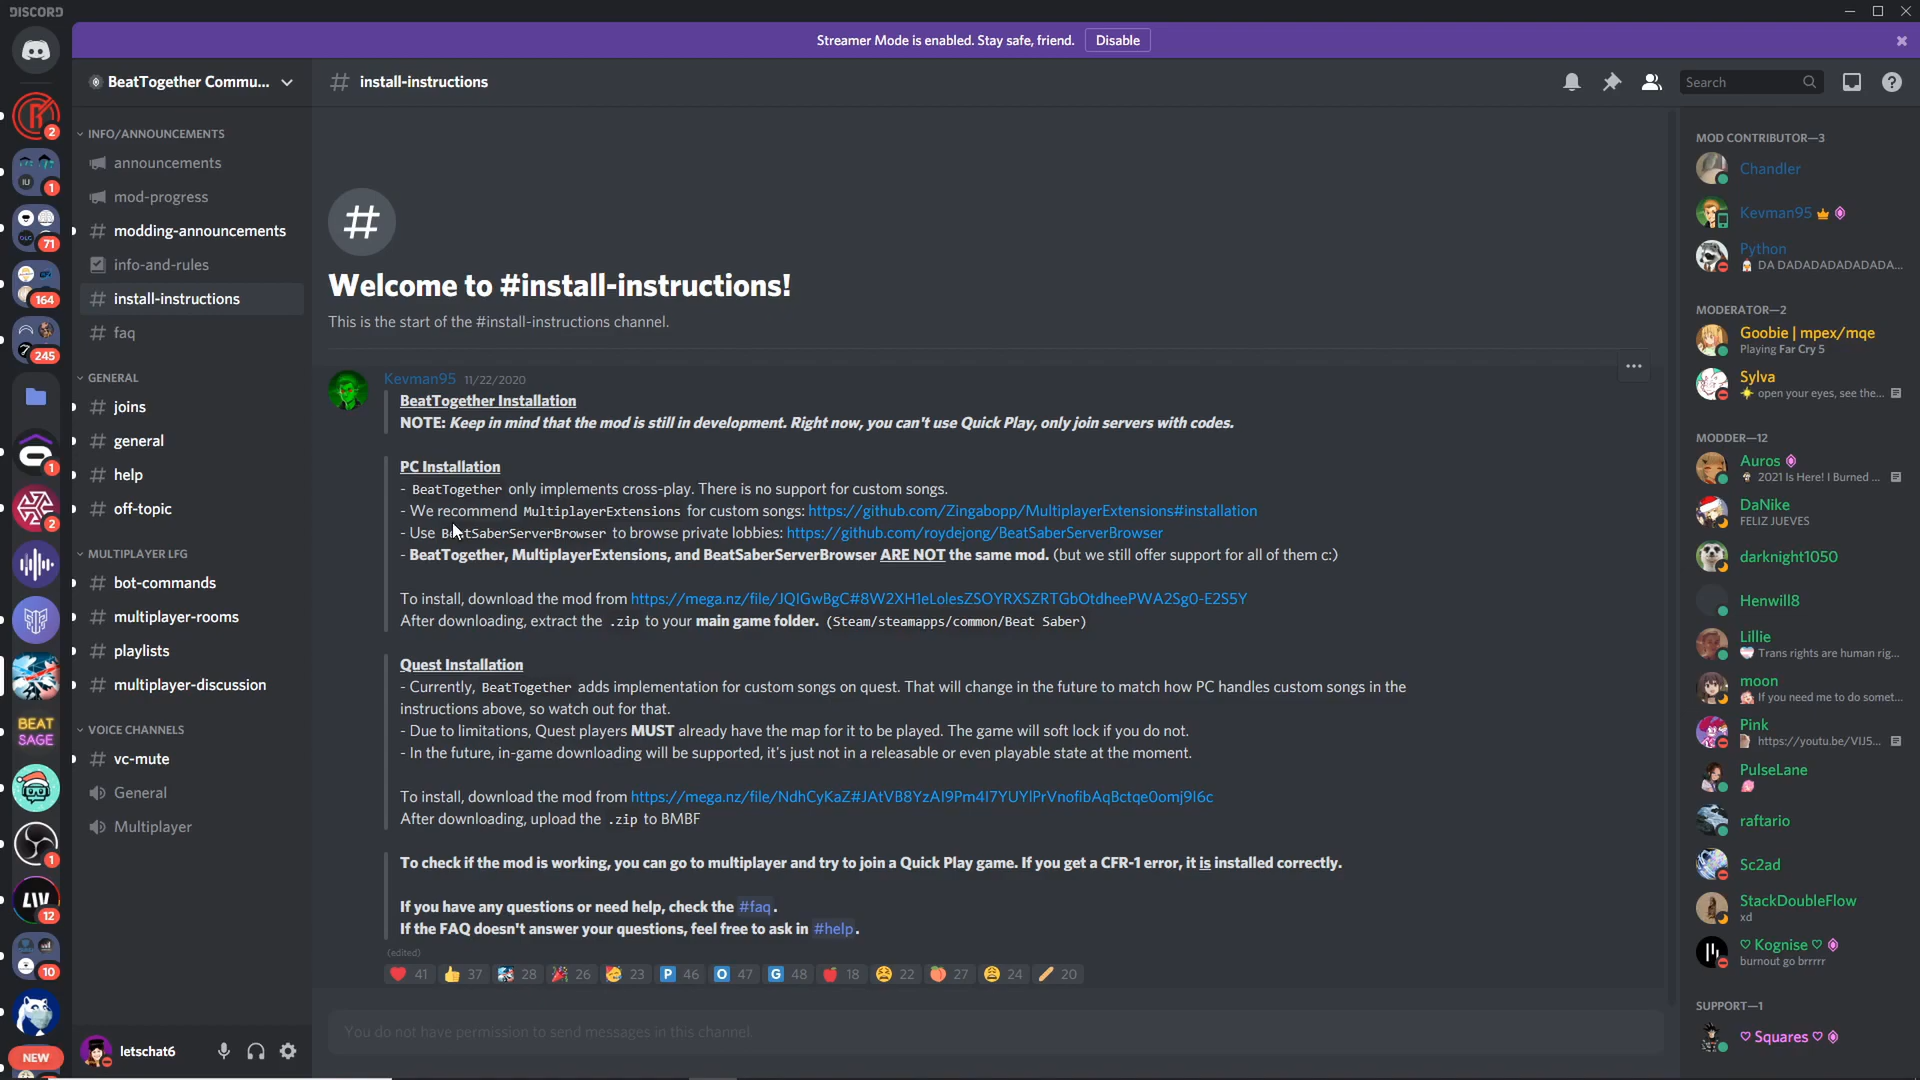 DISCORD
Streamer Mode is enabled. Stay safe, friend.
Disable
BeatTogether Commu...
install-instructions
Search
INFO/ANNOUNCEMENTS
announcements
mod-progress
modding-announcements
info-and-rules
install-instructions
faq
GENERAL
joins
general
help
off-topic
MULTIPLAYER LFG
bot-commands
multiplayer-rooms
playlists
multiplayer-discussion
VOICE CHANNELS
vc-mute
General
Multiplayer
2
1
71
164
245
1
2
BEAT
SAGE
1
LIV
12
10
NEW
letschat6
#
Welcome to #install-instructions!
This is the start of the #install-instructions channel.
Kevman95 11/22/2020
BeatTogether Installation
NOTE: Keep in mind that the mod is still in development. Right now, you can't use Quick Play, only join servers with codes.
PC Installation
- BeatTogether only implements cross-play. There is no support for custom songs.
- We recommend MultiplayerExtensions for custom songs: https://github.com/Zingabopp/MultiplayerExtensions#installation
- Use BeatSaberServerBrowser to browse private lobbies: https://github.com/roydejong/BeatSaberServerBrowser
- BeatTogether, MultiplayerExtensions, and BeatSaberServerBrowser ARE NOT the same mod. (but we still offer support for all of them c:)
To install, download the mod from https://mega.nz/file/JQIGwBgC#8W2XH1eLolesZSOYRXSZRTGbOtdheePWA2Sg0-E2S5Y
After downloading, extract the .zip to your main game folder. (Steam/steamapps/common/Beat Saber)
Quest Installation
- Currently, BeatTogether adds implementation for custom songs on quest. That will change in the future to match how PC handles custom songs in the
instructions above, so watch out for that.
- Due to limitations, Quest players MUST already have the map for it to be played. The game will soft lock if you do not.
- In the future, in-game downloading will be supported, it's just not in a releasable or even playable state at the moment.
To install, download the mod from https://mega.nz/file/NdhCyKaZ#JAtVB8YzAI9Pm4I7YUYIPrVnofibAqBctqe0omj9I6c
After downloading, upload the .zip to BMBF
To check if the mod is working, you can go to multiplayer and try to join a Quick Play game. If you get a CFR-1 error, it is installed correctly.
If you have any questions or need help, check the #faq.
If the FAQ doesn't answer your questions, feel free to ask in #help.
(edited)
41 37 28 26 23 P 46 O 47 G 48 18 22 27 24 20
You do not have permission to send messages in this channel.
MOD CONTRIBUTOR—3
Chandler
Kevman95
Python
DA DADADADADADADA...
MODERATOR—2
Goobie | mpex/mqe
Playing Far Cry 5
Sylva
open your eyes, see the...
MODDER—12
Auros
2021 Is Here! I Burned ...
DaNike
FELIZ JUEVES
darknight1050
Henwill8
Lillie
Trans rights are human rig...
moon
If you need me to do somet...
Pink
https://youtu.be/VIJ5...
PulseLane
raftario
Sc2ad
StackDoubleFlow
xd
♡ Kognise ♡
burnout go brrrrr
SUPPORT—1
♡ Squares ♡